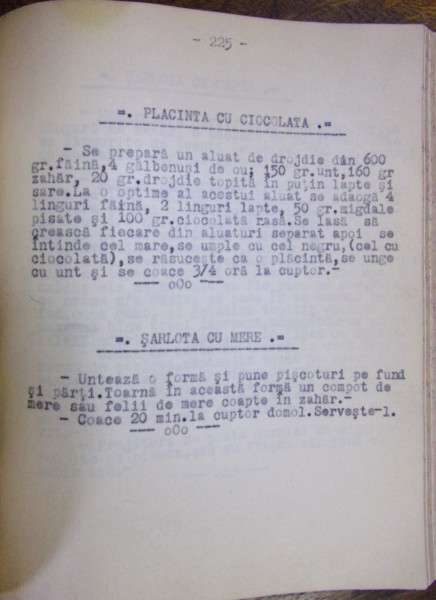 - 225 -
=. PLACINTA CU CIOCOLATA .=
- Se prepară un aluat de drojdie din 600
gr.făină,4 gălbenuşi de ou; 150 gr.unt,160 gr
zahăr, 20 gr.drojdie topită în puţin lapte şi
sare.La o optime al acestui aluat se adaogă 4
linguri făină, 2 linguri lapte, 50 gr.migdale
pisate şi 100 gr.ciocolată rasă.Se lasă să
crească fiecare din aluaturi separat apoi se
întinde cel mare,se umple cu cel negru,(cel cu
ciocolată),se răsuceşte ca o plăcintă,se unge
cu unt şi se coace 3/4 oră la cuptor.-
--- oOo ---
=. ŞARLOTA CU MERE .=
- Untează o formă şi pune pişcoturi pe fund
şi părţi.Toarnă în această formă un compot de
mere sau felii de mere coapte în zahăr.-
- Coace 20 min.la cuptor domol.Serveşte-l.
--- oOo ---